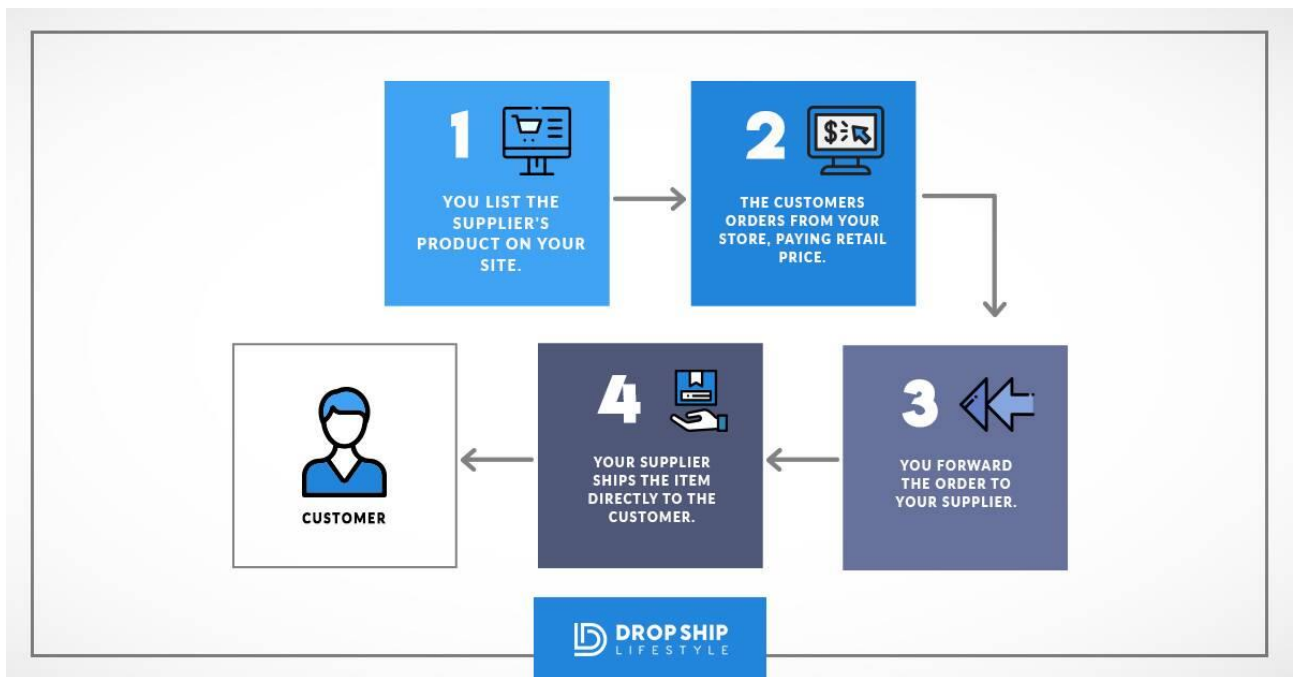 1
YOU LIST THE
SUPPLIER'S
PRODUCT ON YOUR
SITE.
2
$
THE CUSTOMERS
ORDERS FROM YOUR
STORE, PAYING RETAIL
PRICE.
3
YOU FORWARD
THE ORDER TO
YOUR SUPPLIER.
4
YOUR SUPPLIER
SHIPS THE ITEM
DIRECTLY TO THE
CUSTOMER.
CUSTOMER
DROP SHIP
LIFESTYLE